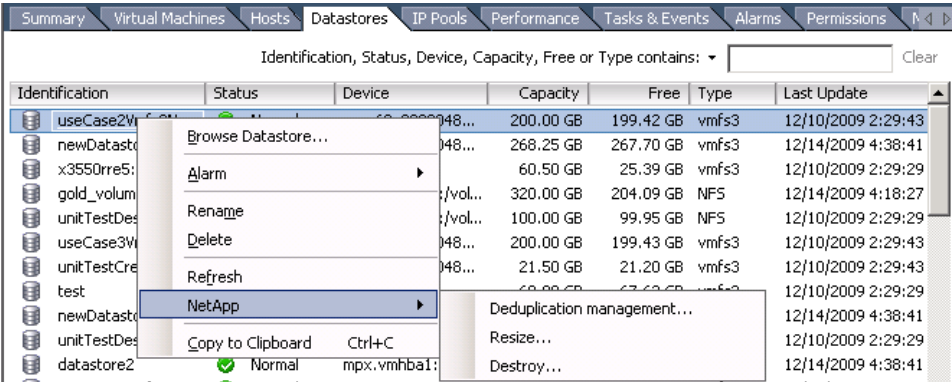 Summary Virtual Machines Hosts Datastores IP Pools Performance Tasks & Events Alarms Permissions
Identification, Status, Device, Capacity, Free or Type contains: Clear
Identification Status Device Capacity Free Type Last Update
200.00 GB 199.42 GB vmfs3 12/10/2009 2:29:43
Browse Datastore...
newDatasto 048... 268.25 GB 267.70 GB vmfs3 12/14/2009 4:38:41
x3550rre5: 60.50 GB 25.39 GB vmfs3 12/10/2009 2:29:29
Alarm
gold_volum :/vol... 320.00 GB 204.09 GB NFS 12/14/2009 4:18:27
Rename
unitTestDes :/vol... 100.00 GB 99.95 GB NFS 12/10/2009 2:29:29
Delete
useCase3V 048... 200.00 GB 199.43 GB vmfs3 12/10/2009 2:29:43
unitTestCre 048... 21.50 GB 21.20 GB vmfs3 12/10/2009 2:29:43
Refresh
test 12/10/2009 2:29:29
NetApp
Deduplication management...
newDatasto 12/14/2009 4:38:41
unitTestDes 12/10/2009 2:29:29
Copy to Clipboard Ctrl+C
Resize...
datastore2 Normal mpx.vmhba1: 12/14/2009 4:38:41
Destroy...